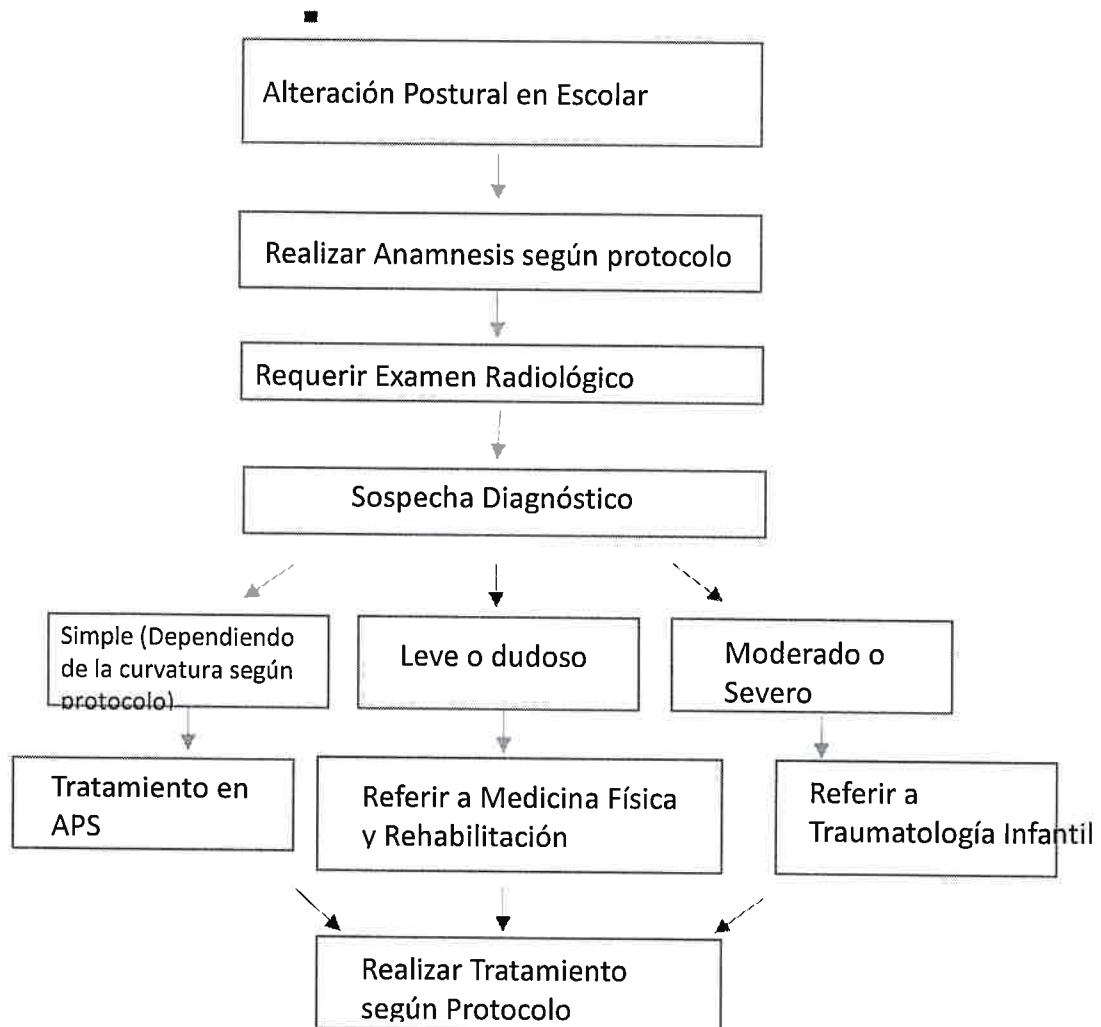 Alteración Postural en Escolar
Realizar Anamnesis según protocolo
Requerir Examen Radiológico
Sospecha Diagnóstico
Simple (Dependiendo
de la curvatura según
protocolo)
Leve o dudoso
Moderado o
Severo
Tratamiento en
APS
Referir a Medicina Física
y Rehabilitación
Referir a
Traumatología Infantil
Realizar Tratamiento
según Protocolo